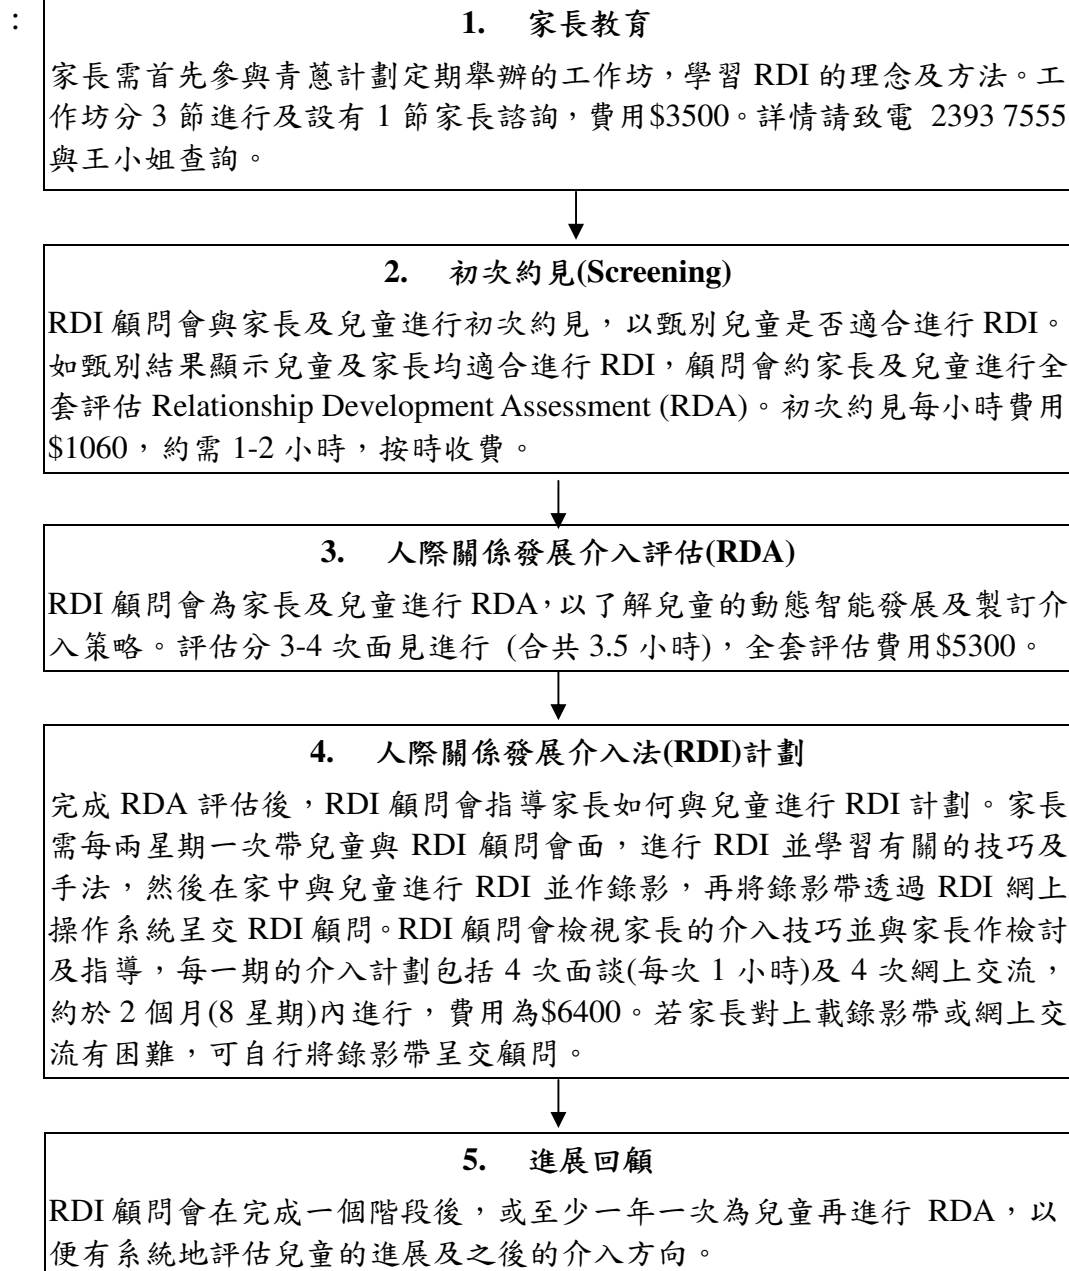 ：
1. 家長教育
家長需首先參與青蔥計劃定期舉辦的工作坊，學習 RDI 的理念及方法。工
作坊分 3 節進行及設有 1 節家長諮詢，費用$3500。詳情請致電 2393 7555
與王小姐查詢。
2. 初次約見(Screening)
RDI 顧問會與家長及兒童進行初次約見，以甄別兒童是否適合進行 RDI。
如甄別結果顯示兒童及家長均適合進行 RDI，顧問會約家長及兒童進行全
套評估 Relationship Development Assessment (RDA)。初次約見每小時費用
$1060，約需 1-2 小時，按時收費。
3. 人際關係發展介入評估(RDA)
RDI 顧問會為家長及兒童進行 RDA，以了解兒童的動態智能發展及製訂介
入策略。評估分 3-4 次面見進行 (合共 3.5 小時)，全套評估費用$5300。
4. 人際關係發展介入法(RDI)計劃
完成 RDA 評估後，RDI 顧問會指導家長如何與兒童進行 RDI 計劃。家長
需每兩星期一次帶兒童與 RDI 顧問會面，進行 RDI 並學習有關的技巧及
手法，然後在家中與兒童進行 RDI 並作錄影，再將錄影帶透過 RDI 網上
操作系統呈交 RDI 顧問。RDI 顧問會檢視家長的介入技巧並與家長作檢討
及指導，每一期的介入計劃包括 4 次面談(每次 1 小時)及 4 次網上交流，
約於 2 個月(8 星期)內進行，費用為$6400。若家長對上載錄影帶或網上交
流有困難，可自行將錄影帶呈交顧問。
5. 進展回顧
RDI 顧問會在完成一個階段後，或至少一年一次為兒童再進行 RDA，以
便有系統地評估兒童的進展及之後的介入方向。